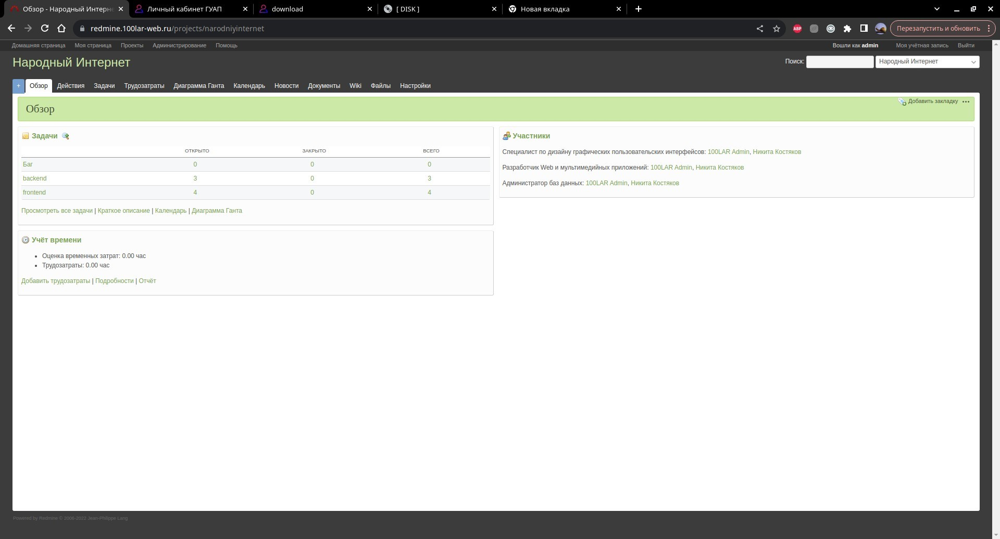 Обзор - Народный Интерне
Личный кабинет ГУАП
download
[ DISK ]
Новая вкладка
redmine.100lar-web.ru/projects/narodniyinternet
ABP
Перезапустить и обновить
Домашняя страница Моя страница Проекты Администрирование Помощь
Вошли как admin Моя учётная запись Выйти
Народный Интернет
Поиск: Народный Интернет
+ Обзор Действия Задачи Трудозатраты Диаграмма Ганта Календарь Новости Документы Wiki Файлы Настройки
Добавить закладку
Обзор
Задачи
ОТКРЫТО ЗАКРЫТО ВСЕГО
Баг 0 0 0
backend 3 0 3
frontend 4 0 4
Просмотреть все задачи | Краткое описание | Календарь | Диаграмма Ганта
Учёт времени
• Оценка временных затрат: 0.00 час
• Трудозатраты: 0.00 час
Добавить трудозатраты | Подробности | Отчёт
Участники
Специалист по дизайну графических пользовательских интерфейсов: 100LAR Admin, Никита Костяков
Разработчик Web и мультимедийных приложений: 100LAR Admin, Никита Костяков
Администратор баз данных: 100LAR Admin, Никита Костяков
Powered by Redmine © 2006-2022 Jean-Philippe Lang